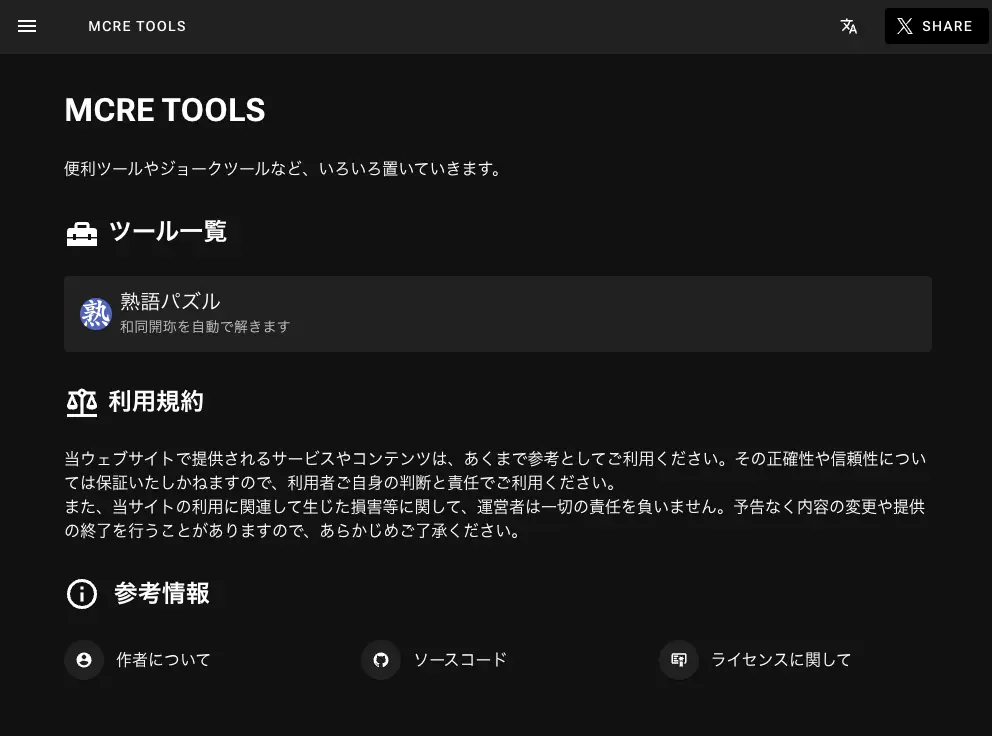 MCRE TOOLS
SHARE
MCRE TOOLS
便利ツールやジョークツールなど、いろいろ置いていきます。
ツール一覧
熟
熟語パズル
和同開珎を自動で解きます
利用規約
当ウェブサイトで提供されるサービスやコンテンツは、あくまで参考としてご利用ください。その正確性や信頼性につい
ては保証いたしかねますので、利用者ご自身の判断と責任でご利用ください。
また、当サイトの利用に関連して生じた損害等に関して、運営者は一切の責任を負いません。予告なく内容の変更や提供
の終了を行うことがありますので、あらかじめご了承ください。
参考情報
作者について
ソースコード
ライセンスに関して